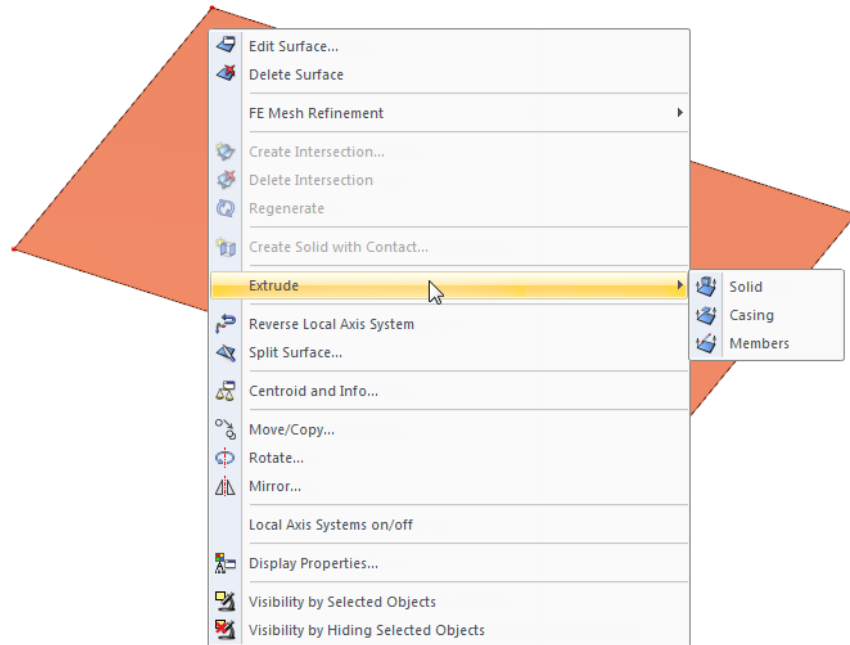 Edit Surface...
Delete Surface
FE Mesh Refinement
Create Intersection...
Delete Intersection
Regenerate
Create Solid with Contact...
Extrude
Solid
Casing
Members
Reverse Local Axis System
Split Surface...
Centroid and Info...
Move/Copy...
Rotate...
Mirror...
Local Axis Systems on/off
Display Properties...
Visibility by Selected Objects
Visibility by Hiding Selected Objects